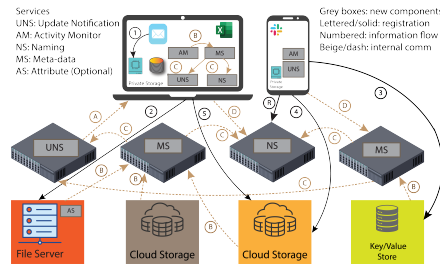 Services
UNS: Update Notification
AM: Activity Monitor
NS: Naming
MS: Meta-data
AS: Attribute (Optional)
Grey boxes: new components
Lettered/solid: registration
Numbered: information flow
Beige/dash: internal comm
1
B
AM
MS
C
C
UNS
NS
Private Storage
AM
UNS
Private
Storage
A
2
5
D
R
4
D
3
C
C
C
UNS
MS
NS
MS
B
B
C
B
B
AS
File Server
Cloud Storage
Cloud Storage
Key/Value
Store